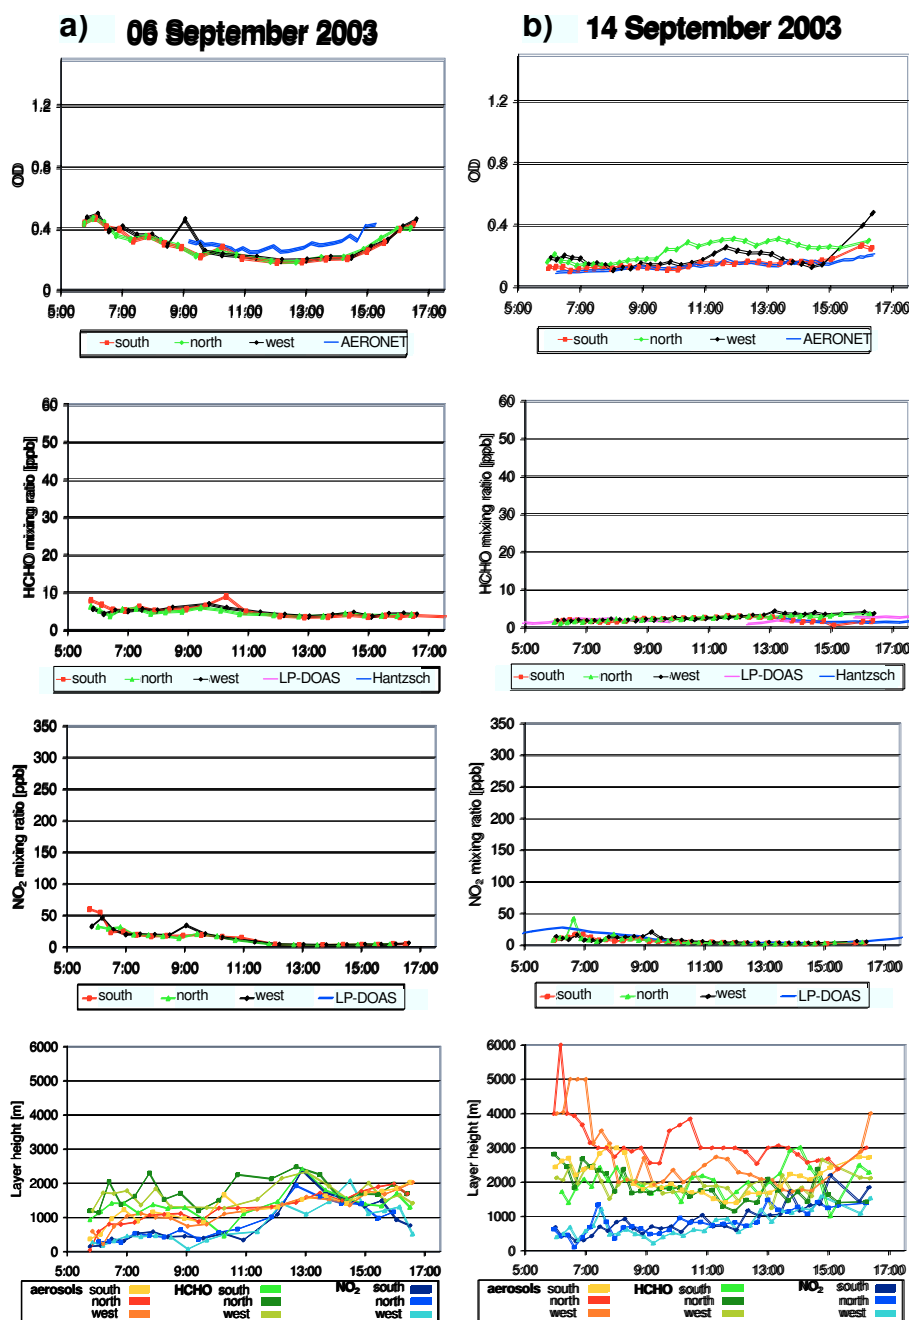 a) 06 September 2003
OD
1.2
0.8
0.4
0
5:00 7:00 9:00 11:00 13:00 15:00 17:00
south north west AERONET
HCHO mixing ratio [ppb]
60
50
40
30
20
10
0
5:00 7:00 9:00 11:00 13:00 15:00 17:00
south north west LP-DOAS Hantzsch
NO2 mixing ratio [ppb]
350
300
250
200
150
100
50
0
5:00 7:00 9:00 11:00 13:00 15:00 17:00
south north west LP-DOAS
Layer height [m]
6000
5000
4000
3000
2000
1000
0
5:00 7:00 9:00 11:00 13:00 15:00 17:00
aerosols south HCHO south NO2 south
north north north
west west west
b) 14 September 2003
OD
1.2
0.8
0.4
0
5:00 7:00 9:00 11:00 13:00 15:00 17:00
south north west AERONET
HCHO mixing ratio [ppb]
60
50
40
30
20
10
0
5:00 7:00 9:00 11:00 13:00 15:00 17:00
south north west LP-DOAS Hantzsch
NO2 mixing ratio [ppb]
350
300
250
200
150
100
50
0
5:00 7:00 9:00 11:00 13:00 15:00 17:00
south north west LP-DOAS
Layer height [m]
6000
5000
4000
3000
2000
1000
0
5:00 7:00 9:00 11:00 13:00 15:00 17:00
aerosols south HCHO south NO2 south
north north north
west west west